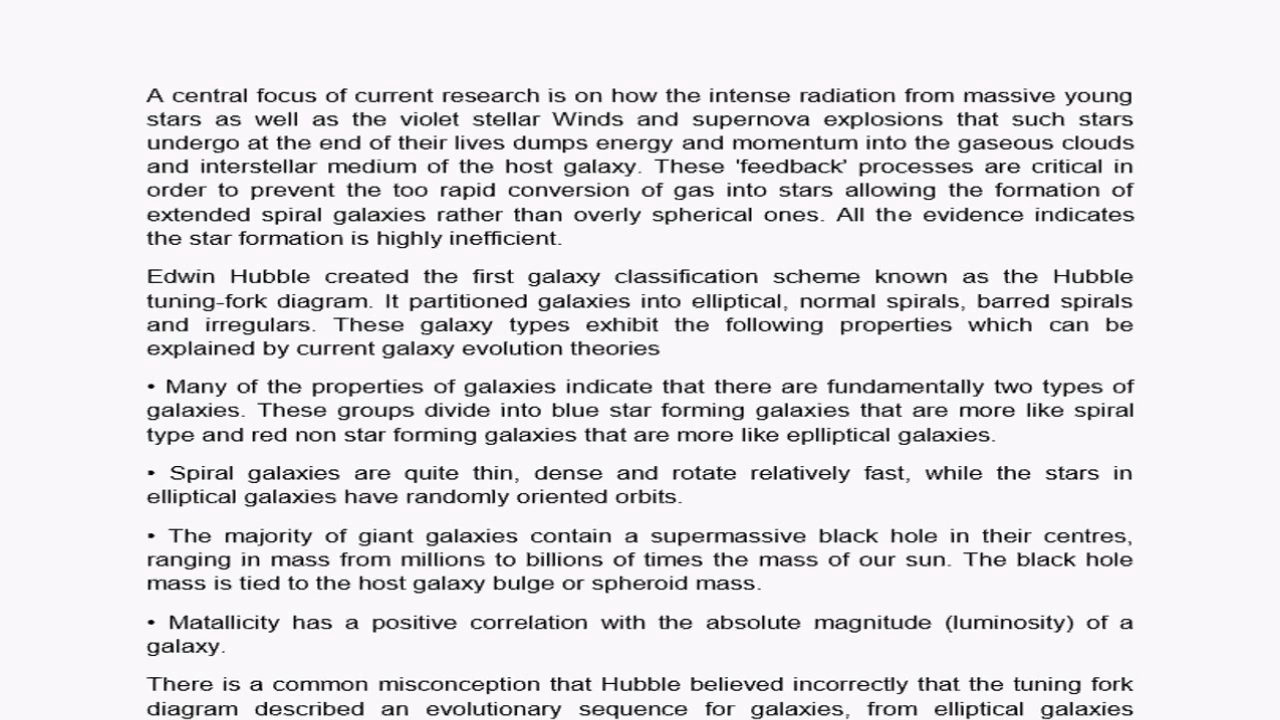 A central focus of current research is on how the intense radiation from massive young
stars as well as the violet stellar Winds and supernova explosions that such stars
undergo at the end of their lives dumps energy and momentum into the gaseous clouds
and interstellar medium of the host galaxy. These 'feedback' processes are critical in
order to prevent the too rapid conversion of gas into stars allowing the formation of
extended spiral galaxies rather than overly spherical ones. All the evidence indicates
the star formation is highly inefficient.
Edwin Hubble created the first galaxy classification scheme known as the Hubble
tuning-fork diagram. It partitioned galaxies into elliptical, normal spirals, barred spirals
and irregulars. These galaxy types exhibit the following properties which can be
explained by current galaxy evolution theories
• Many of the properties of galaxies indicate that there are fundamentally two types of
galaxies. These groups divide into blue star forming galaxies that are more like spiral
type and red non star forming galaxies that are more like eplliptical galaxies.
• Spiral galaxies are quite thin, dense and rotate relatively fast, while the stars in
elliptical galaxies have randomly oriented orbits.
• The majority of giant galaxies contain a supermassive black hole in their centres,
ranging in mass from millions to billions of times the mass of our sun. The black hole
mass is tied to the host galaxy bulge or spheroid mass.
• Matallicity has a positive correlation with the absolute magnitude (luminosity) of a
galaxy.
There is a common misconception that Hubble believed incorrectly that the tuning fork
diagram described an evolutionary sequence for galaxies, from elliptical galaxies